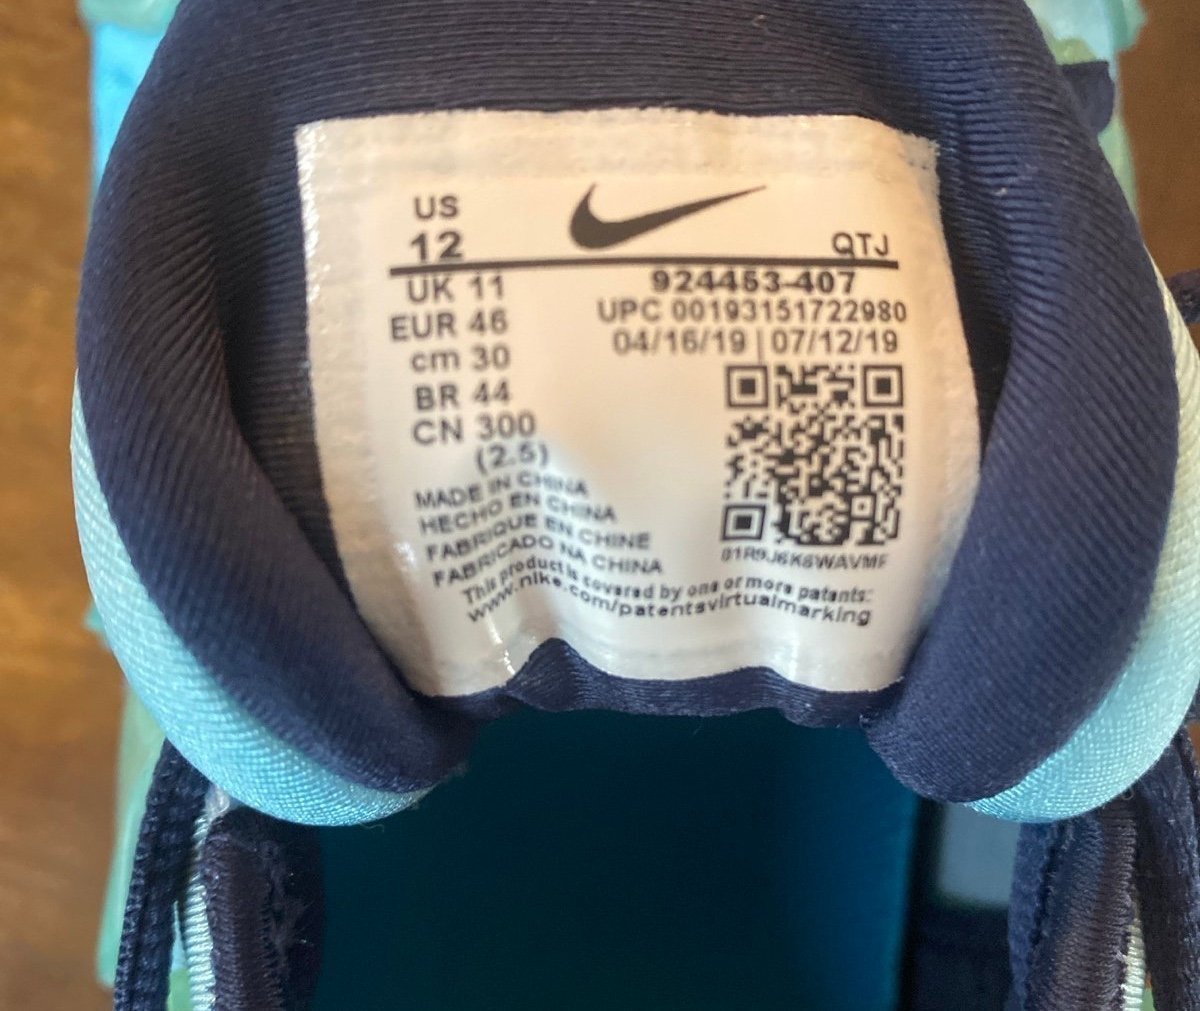 US
12
QTJ
UK 11
EUR 46
cm 30
BR 44
CN 300
(2.5)
924453-407
UPC 00193151722980
04/16/19 | 07/12/19
01R9J6K6WAVMF
MADE IN CHINA
HECHO EN CHINA
FABRIQUE EN CHINE
FABRICADO NA CHINA
This product is covered by one or more patents:
www.nike.com/patentsvirtualmarking